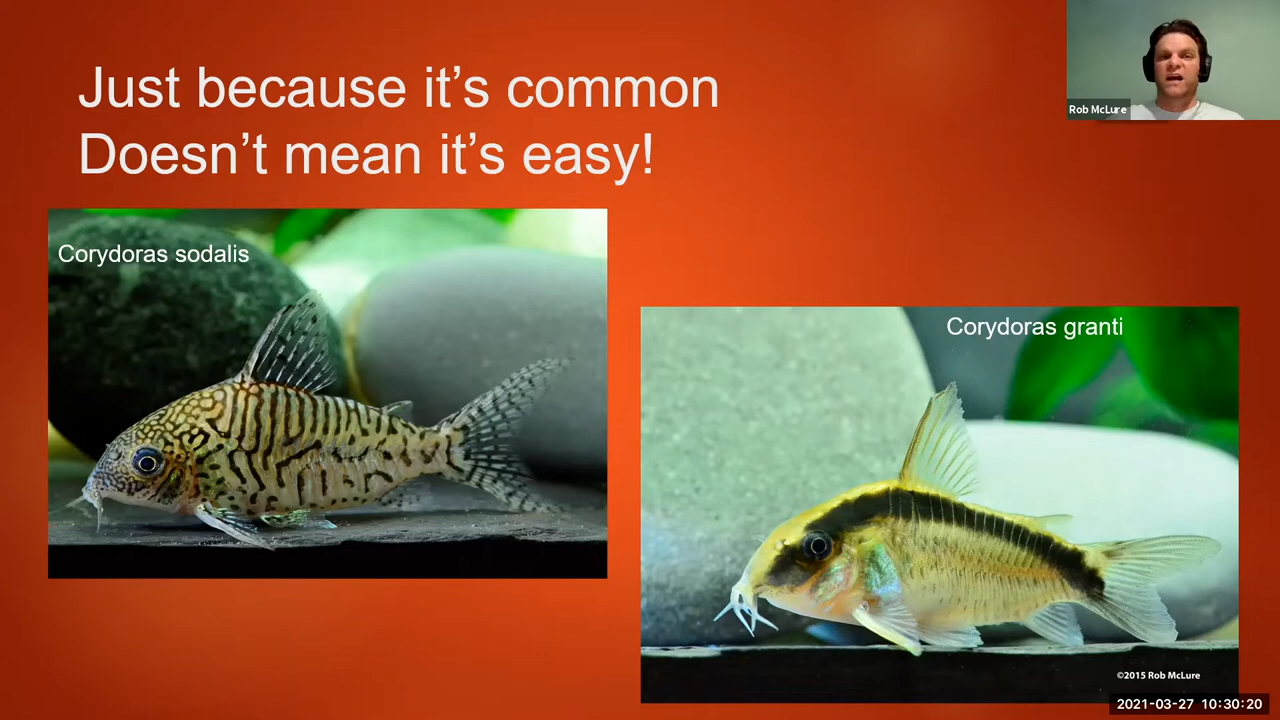 Just because it's common
Doesn't mean it's easy!
Rob McLure
Corydoras sodalis
Corydoras granti
©2015 Rob McLure
2021-03-27 10:30:20